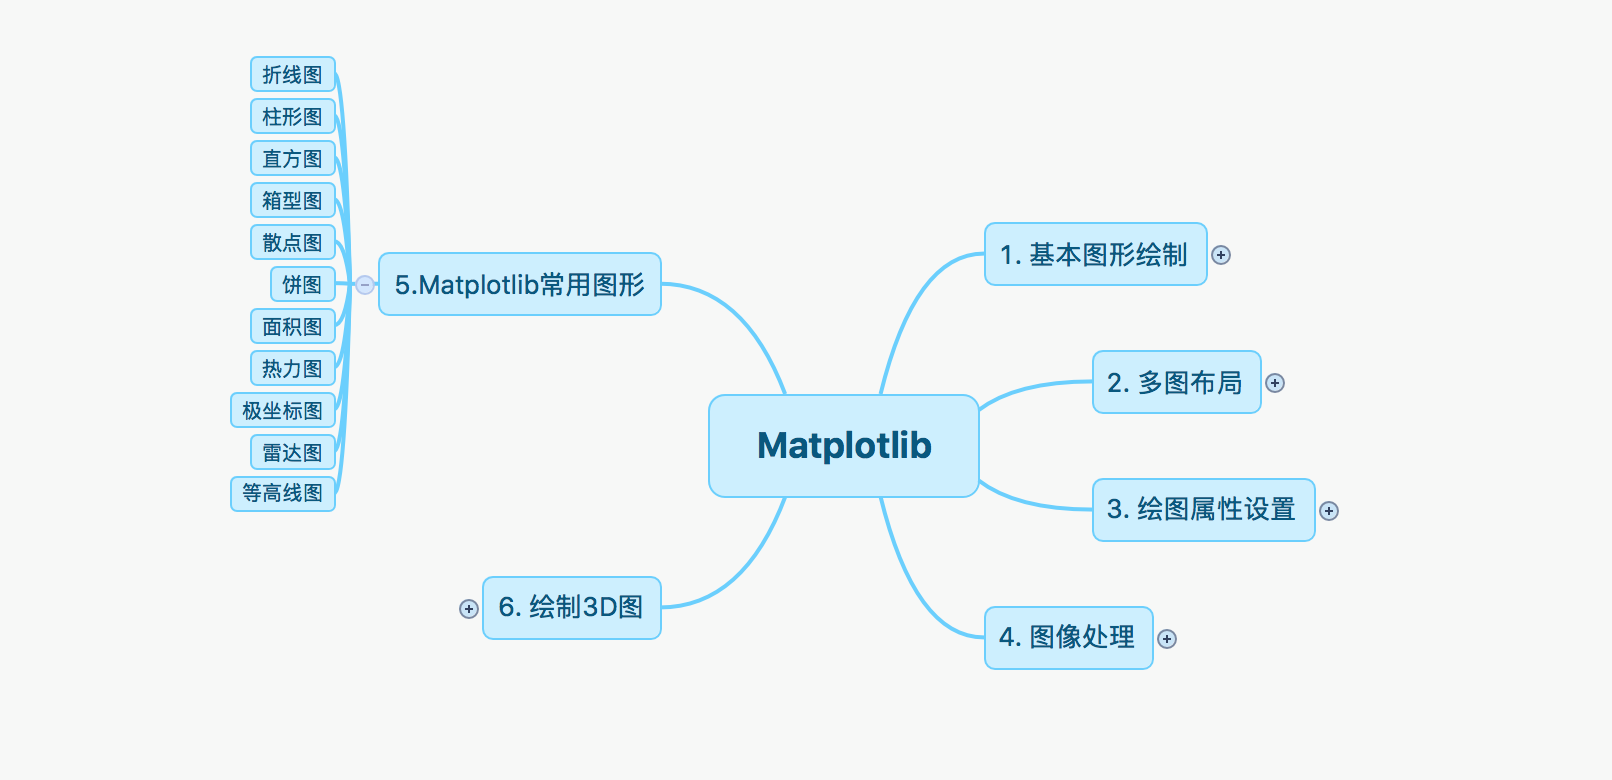 Matplotlib
1. 基本图形绘制
2. 多图布局
3. 绘图属性设置
4. 图像处理
5.Matplotlib常用图形
折线图
柱形图
直方图
箱型图
散点图
饼图
面积图
热力图
极坐标图
雷达图
等高线图
6. 绘制3D图